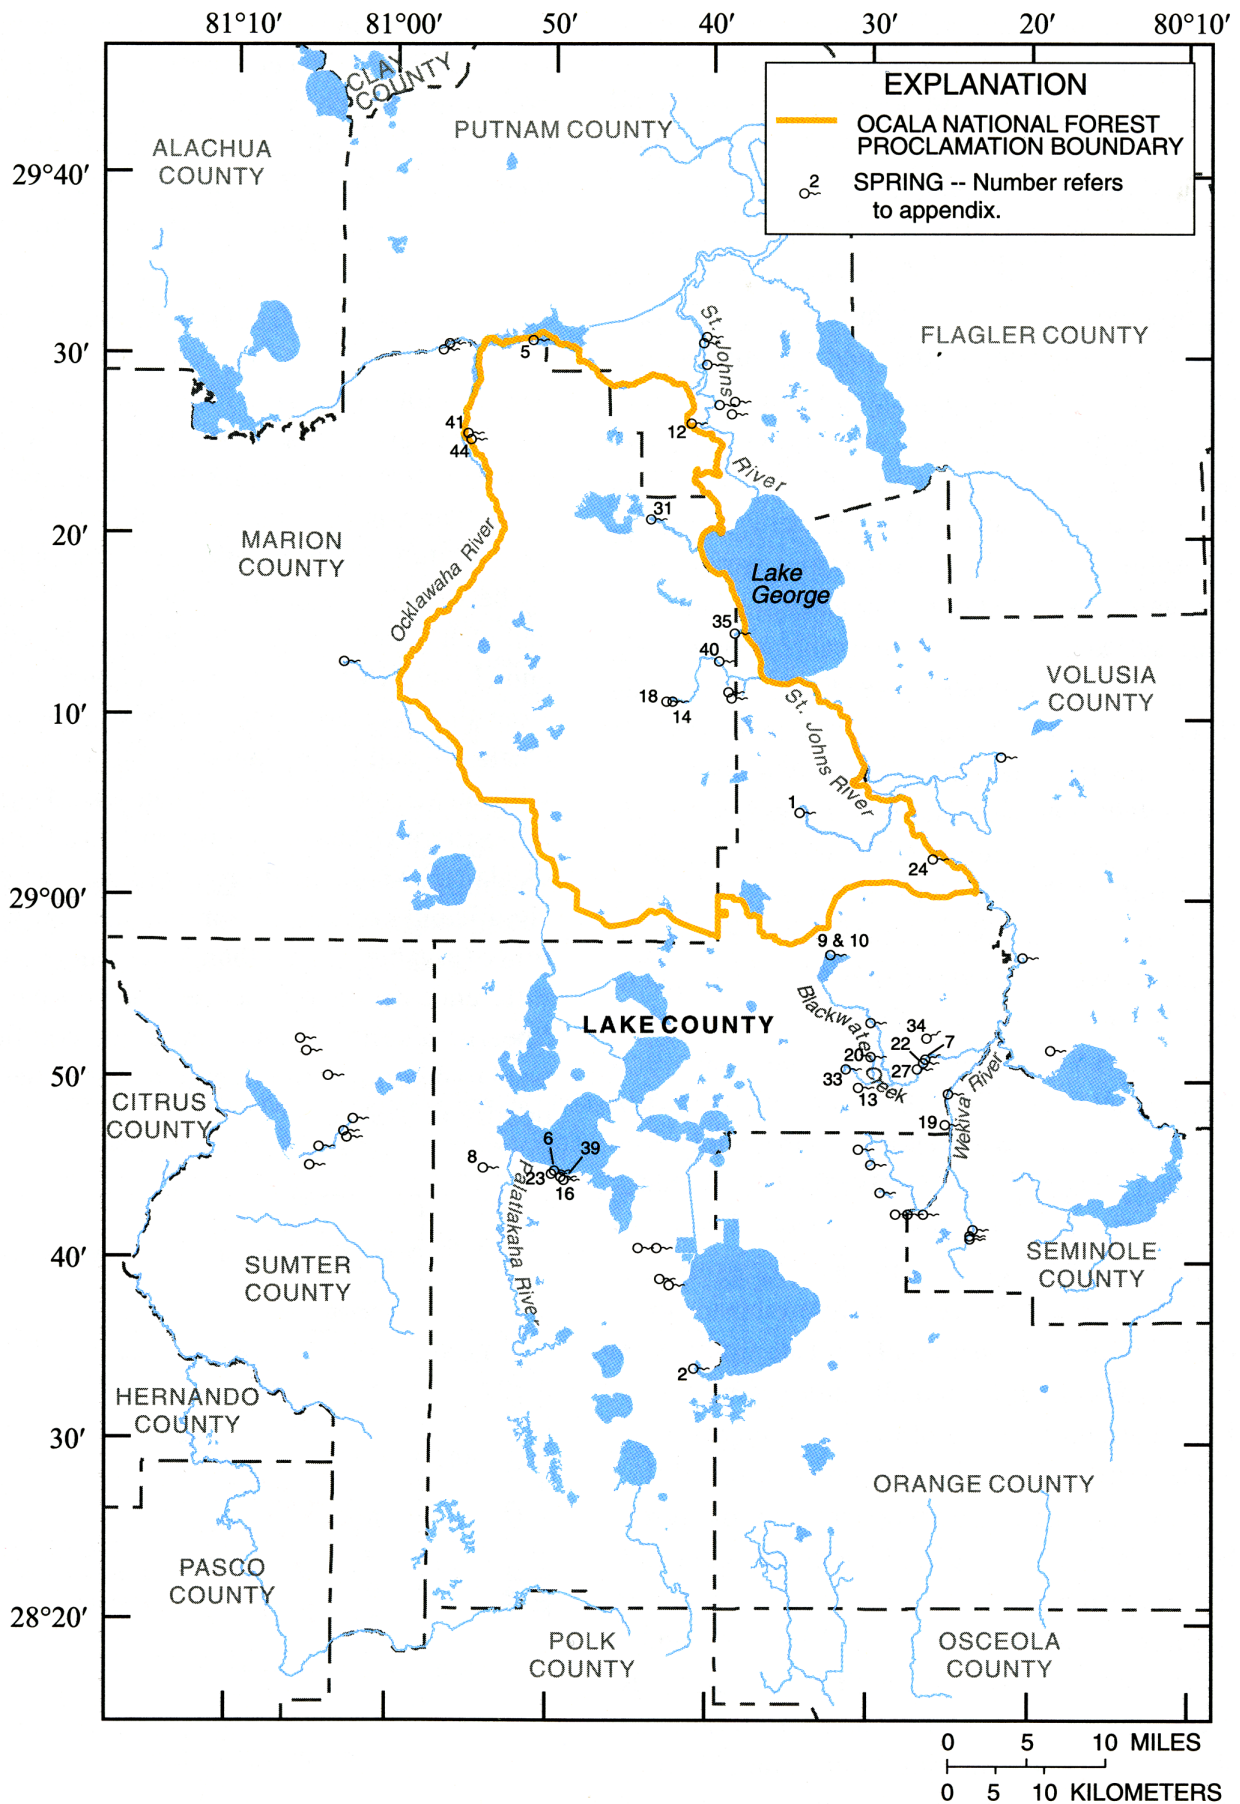 81°10′ 81°00′ 50′ 40′ 30′ 20′ 80°10′
EXPLANATION
OCALA NATIONAL FOREST
PROCLAMATION BOUNDARY
2
SPRING -- Number refers
to appendix.
CLAY
COUNTY
PUTNAM COUNTY
ALACHUA
COUNTY
29°40′
St. Johns
River
FLAGLER COUNTY
30′
5
41
44
12
31
20′
MARION
COUNTY
Ocklawaha River
Lake
George
35
40
18
14
VOLUSIA
COUNTY
10′
St. Johns River
1
24
29°00′
9 & 10
LAKE COUNTY
Blackwater
Creek
34
22
7
20
27
33
13
50′
CITRUS
COUNTY
19
Wekiva River
6
39
8
23
16
Palatlakaha River
40′
SUMTER
COUNTY
SEMINOLE
COUNTY
2
HERNANDO
COUNTY
30′
ORANGE COUNTY
PASCO
COUNTY
28°20′
POLK
COUNTY
OSCEOLA
COUNTY
0 5 10 MILES
0 5 10 KILOMETERS